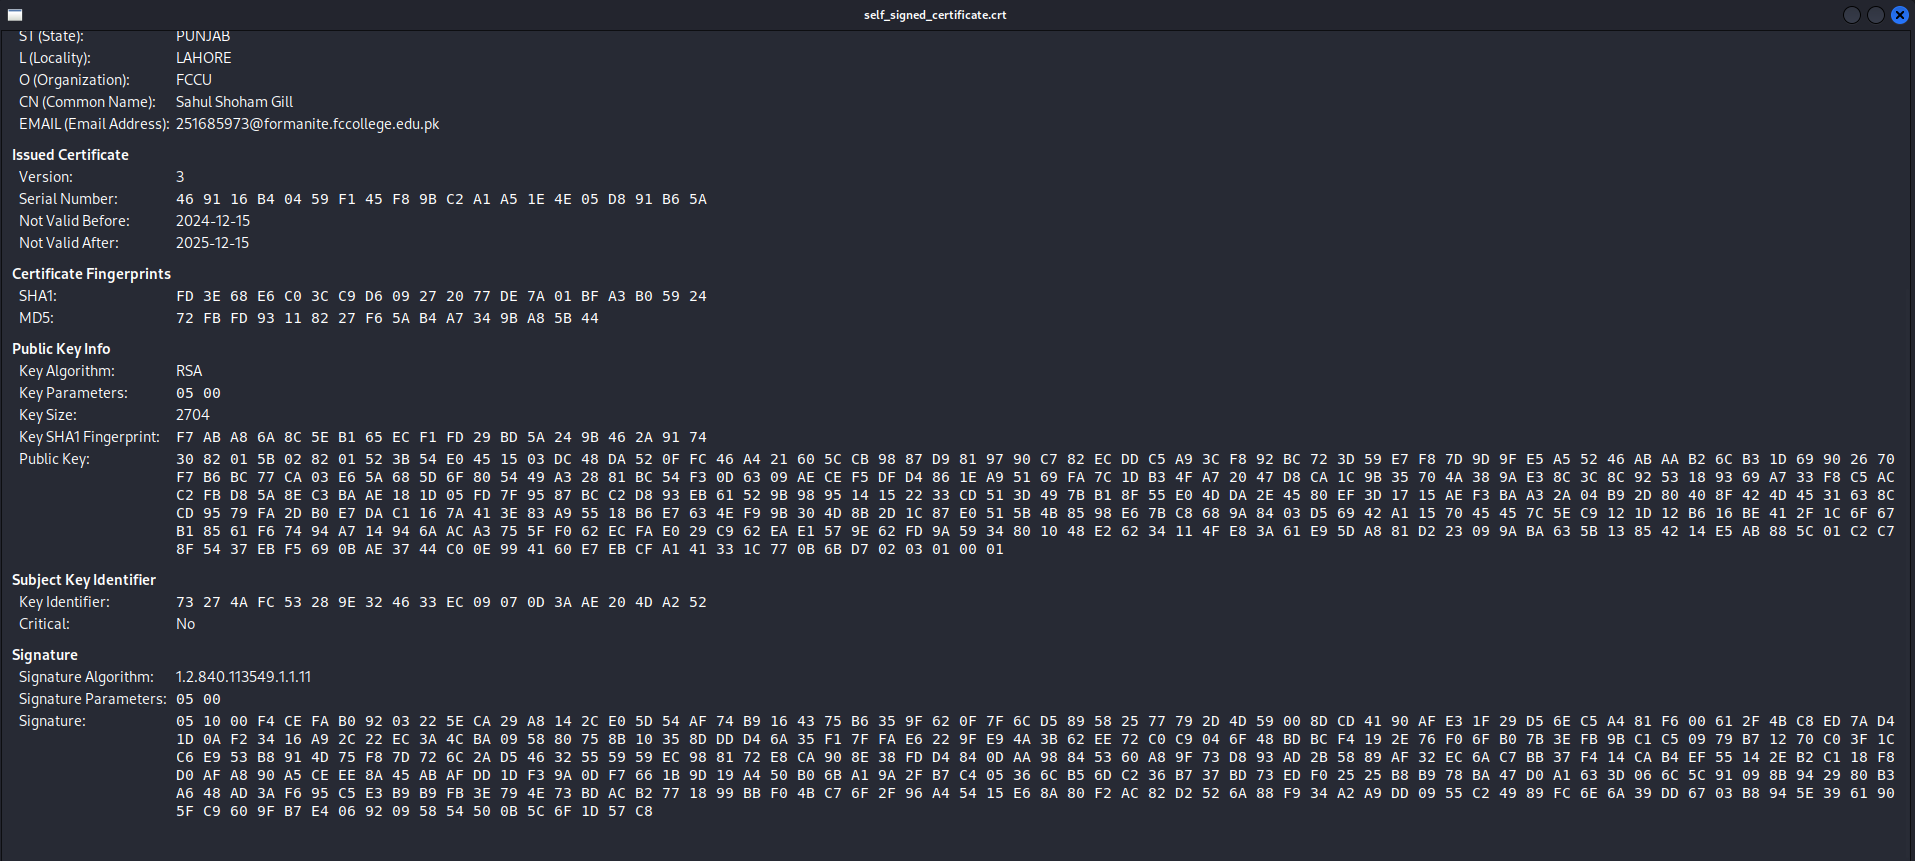 self_signed_certificate.crt
ST (State): PUNJAB
L (Locality): LAHORE
O (Organization): FCCU
CN (Common Name): Sahul Shoham Gill
EMAIL (Email Address): 251685973@formanite.fccollege.edu.pk
Issued Certificate
Version: 3
Serial Number: 46 91 16 B4 04 59 F1 45 F8 9B C2 A1 A5 1E 4E 05 D8 91 B6 5A
Not Valid Before: 2024-12-15
Not Valid After: 2025-12-15
Certificate Fingerprints
SHA1: FD 3E 68 E6 C0 3C C9 D6 09 27 20 77 DE 7A 01 BF A3 B0 59 24
MD5: 72 FB FD 93 11 82 27 F6 5A B4 A7 34 9B A8 5B 44
Public Key Info
Key Algorithm: RSA
Key Parameters: 05 00
Key Size: 2704
Key SHA1 Fingerprint: F7 AB A8 6A 8C 5E B1 65 EC F1 FD 29 BD 5A 24 9B 46 2A 91 74
Public Key: 30 82 01 5B 02 82 01 52 3B 54 E0 45 15 03 DC 48 DA 52 0F FC 46 A4 21 60 5C CB 98 87 D9 81 97 90 C7 82 EC DD C5 A9 3C F8 92 BC 72 3D 59 E7 F8 7D 9D 9F E5 A5 52 46 AB AA B2 6C B3 1D 69 90 26 70
F7 B6 BC 77 CA 03 E6 5A 68 5D 6F 80 54 49 A3 28 81 BC 54 F3 0D 63 09 AE CE F5 DF D4 86 1E A9 51 69 FA 7C 1D B3 4F A7 20 47 D8 CA 1C 9B 35 70 4A 38 9A E3 8C 3C 8C 92 53 18 93 69 A7 33 F8 C5 AC
C2 FB D8 5A 8E C3 BA AE 18 1D 05 FD 7F 95 87 BC C2 D8 93 EB 61 52 9B 98 95 14 15 22 33 CD 51 3D 49 7B B1 8F 55 E0 4D DA 2E 45 80 EF 3D 17 15 AE F3 BA A3 2A 04 B9 2D 80 40 8F 42 4D 45 31 63 8C
CD 95 79 FA 2D B0 E7 DA C1 16 7A 41 3E 83 A9 55 18 B6 E7 63 4E F9 9B 30 4D 8B 2D 1C 87 E0 51 5B 4B 85 98 E6 7B C8 68 9A 84 03 D5 69 42 A1 15 70 45 45 7C 5E C9 12 1D 12 B6 16 BE 41 2F 1C 6F 67
B1 85 61 F6 74 94 A7 14 94 6A AC A3 75 5F F0 62 EC FA E0 29 C9 62 EA E1 57 9E 62 FD 9A 59 34 80 10 48 E2 62 34 11 4F E8 3A 61 E9 5D A8 81 D2 23 09 9A BA 63 5B 13 85 42 14 E5 AB 88 5C 01 C2 C7
8F 54 37 EB F5 69 0B AE 37 44 C0 0E 99 41 60 E7 EB CF A1 41 33 1C 77 0B 6B D7 02 03 01 00 01
Subject Key Identifier
Key Identifier: 73 27 4A FC 53 28 9E 32 46 33 EC 09 07 0D 3A AE 20 4D A2 52
Critical: No
Signature
Signature Algorithm: 1.2.840.113549.1.1.11
Signature Parameters: 05 00
Signature: 05 10 00 F4 CE FA B0 92 03 22 5E CA 29 A8 14 2C E0 5D 54 AF 74 B9 16 43 75 B6 35 9F 62 0F 7F 6C D5 89 58 25 77 79 2D 4D 59 00 8D CD 41 90 AF E3 1F 29 D5 6E C5 A4 81 F6 00 61 2F 4B C8 ED 7A D4
1D 0A F2 34 16 A9 2C 22 EC 3A 4C BA 09 58 80 75 8B 10 35 8D DD D4 6A 35 F1 7F FA E6 22 9F E9 4A 3B 62 EE 72 C0 C9 04 6F 48 BD BC F4 19 2E 76 F0 6F B0 7B 3E FB 9B C1 C5 09 79 B7 12 70 C0 3F 1C
C6 E9 53 B8 91 4D 75 F8 7D 72 6C 2A D5 46 32 55 59 59 EC 98 81 72 E8 CA 90 8E 38 FD D4 84 0D AA 98 84 53 60 A8 9F 73 D8 93 AD 2B 58 89 AF 32 EC 6A C7 BB 37 F4 14 CA B4 EF 55 14 2E B2 C1 18 F8
D0 AF A8 90 A5 CE EE 8A 45 AB AF DD 1D F3 9A 0D F7 66 1B 9D 19 A4 50 B0 6B A1 9A 2F B7 C4 05 36 6C B5 6D C2 36 B7 37 BD 73 ED F0 25 25 B8 B9 78 BA 47 D0 A1 63 3D 06 6C 5C 91 09 8B 94 29 80 B3
A6 48 AD 3A F6 95 C5 E3 B9 B9 FB 3E 79 4E 73 BD AC B2 77 18 99 BB F0 4B C7 6F 2F 96 A4 54 15 E6 8A 80 F2 AC 82 D2 52 6A 88 F9 34 A2 A9 DD 09 55 C2 49 89 FC 6E 6A 39 DD 67 03 B8 94 5E 39 61 90
5F C9 60 9F B7 E4 06 92 09 58 54 50 0B 5C 6F 1D 57 C8